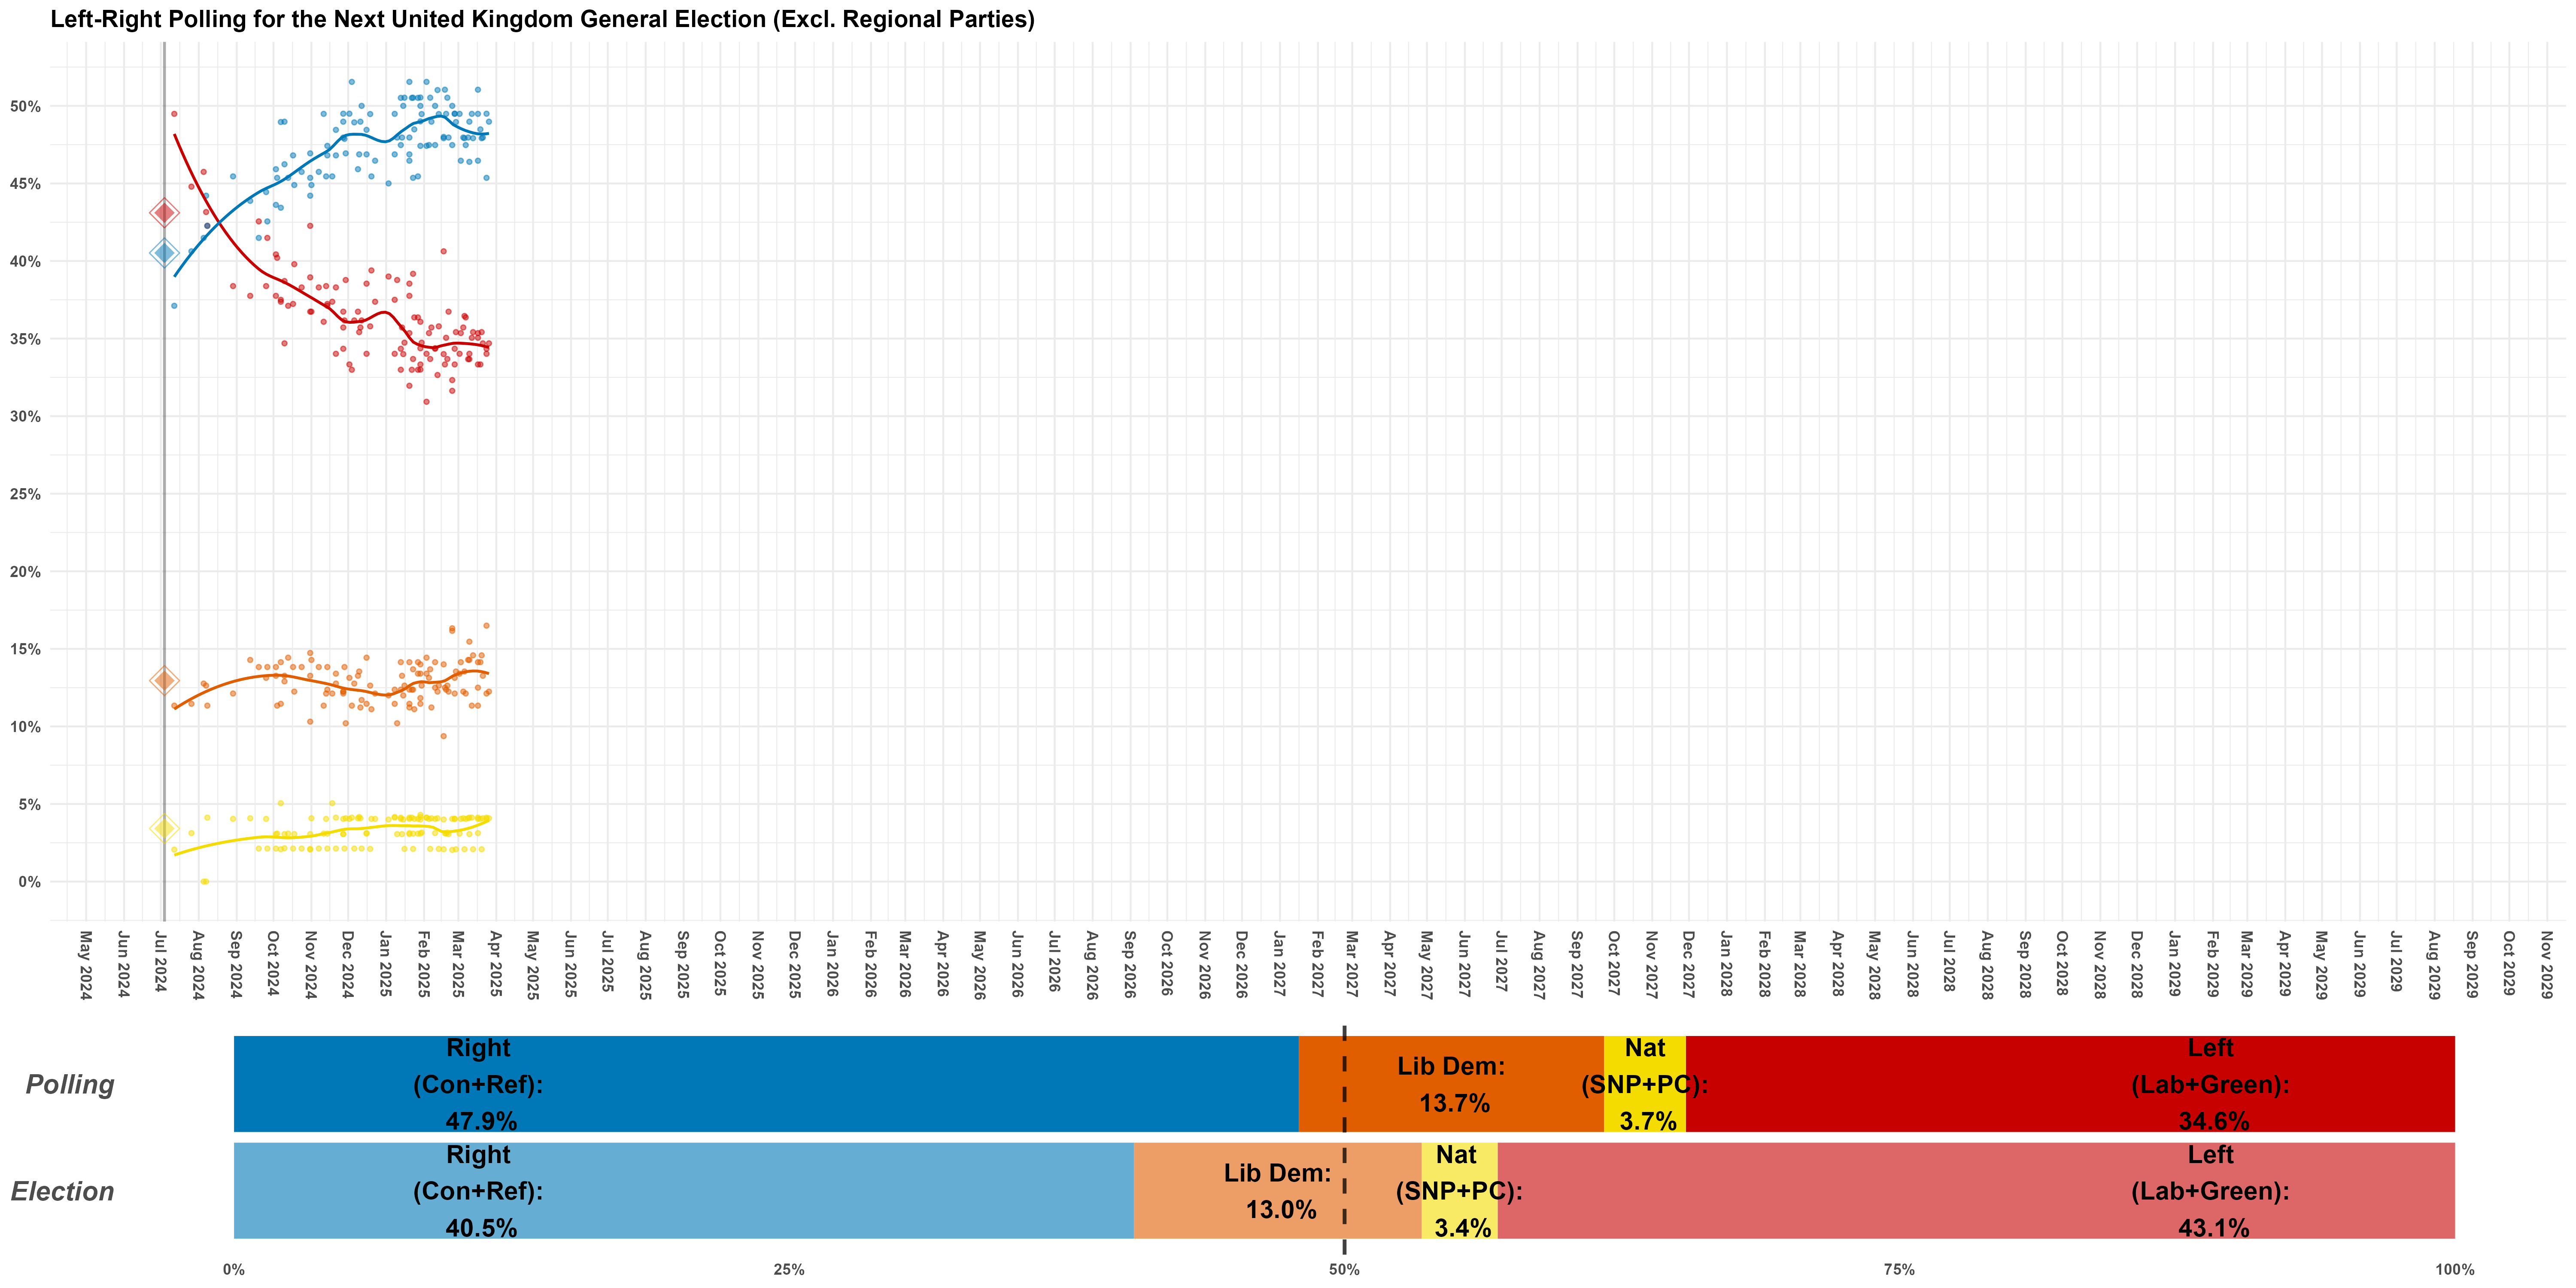 Left-Right Polling for the Next United Kingdom General Election (Excl. Regional Parties)
50%
45%
40%
35%
30%
25%
20%
15%
10%
5%
0%
May 2024
Jun 2024
Jul 2024
Aug 2024
Sep 2024
Oct 2024
Nov 2024
Dec 2024
Jan 2025
Feb 2025
Mar 2025
Apr 2025
May 2025
Jun 2025
Jul 2025
Aug 2025
Sep 2025
Oct 2025
Nov 2025
Dec 2025
Jan 2026
Feb 2026
Mar 2026
Apr 2026
May 2026
Jun 2026
Jul 2026
Aug 2026
Sep 2026
Oct 2026
Nov 2026
Dec 2026
Jan 2027
Feb 2027
Mar 2027
Apr 2027
May 2027
Jun 2027
Jul 2027
Aug 2027
Sep 2027
Oct 2027
Nov 2027
Dec 2027
Jan 2028
Feb 2028
Mar 2028
Apr 2028
May 2028
Jun 2028
Jul 2028
Aug 2028
Sep 2028
Oct 2028
Nov 2028
Dec 2028
Jan 2029
Feb 2029
Mar 2029
Apr 2029
May 2029
Jun 2029
Jul 2029
Aug 2029
Sep 2029
Oct 2029
Nov 2029
Polling
Right
(Con+Ref):
47.9%
Lib Dem:
13.7%
Nat
(SNP+PC):
3.7%
Left
(Lab+Green):
34.6%
Election
Right
(Con+Ref):
40.5%
Lib Dem:
13.0%
Nat
(SNP+PC):
3.4%
Left
(Lab+Green):
43.1%
0%
25%
50%
75%
100%